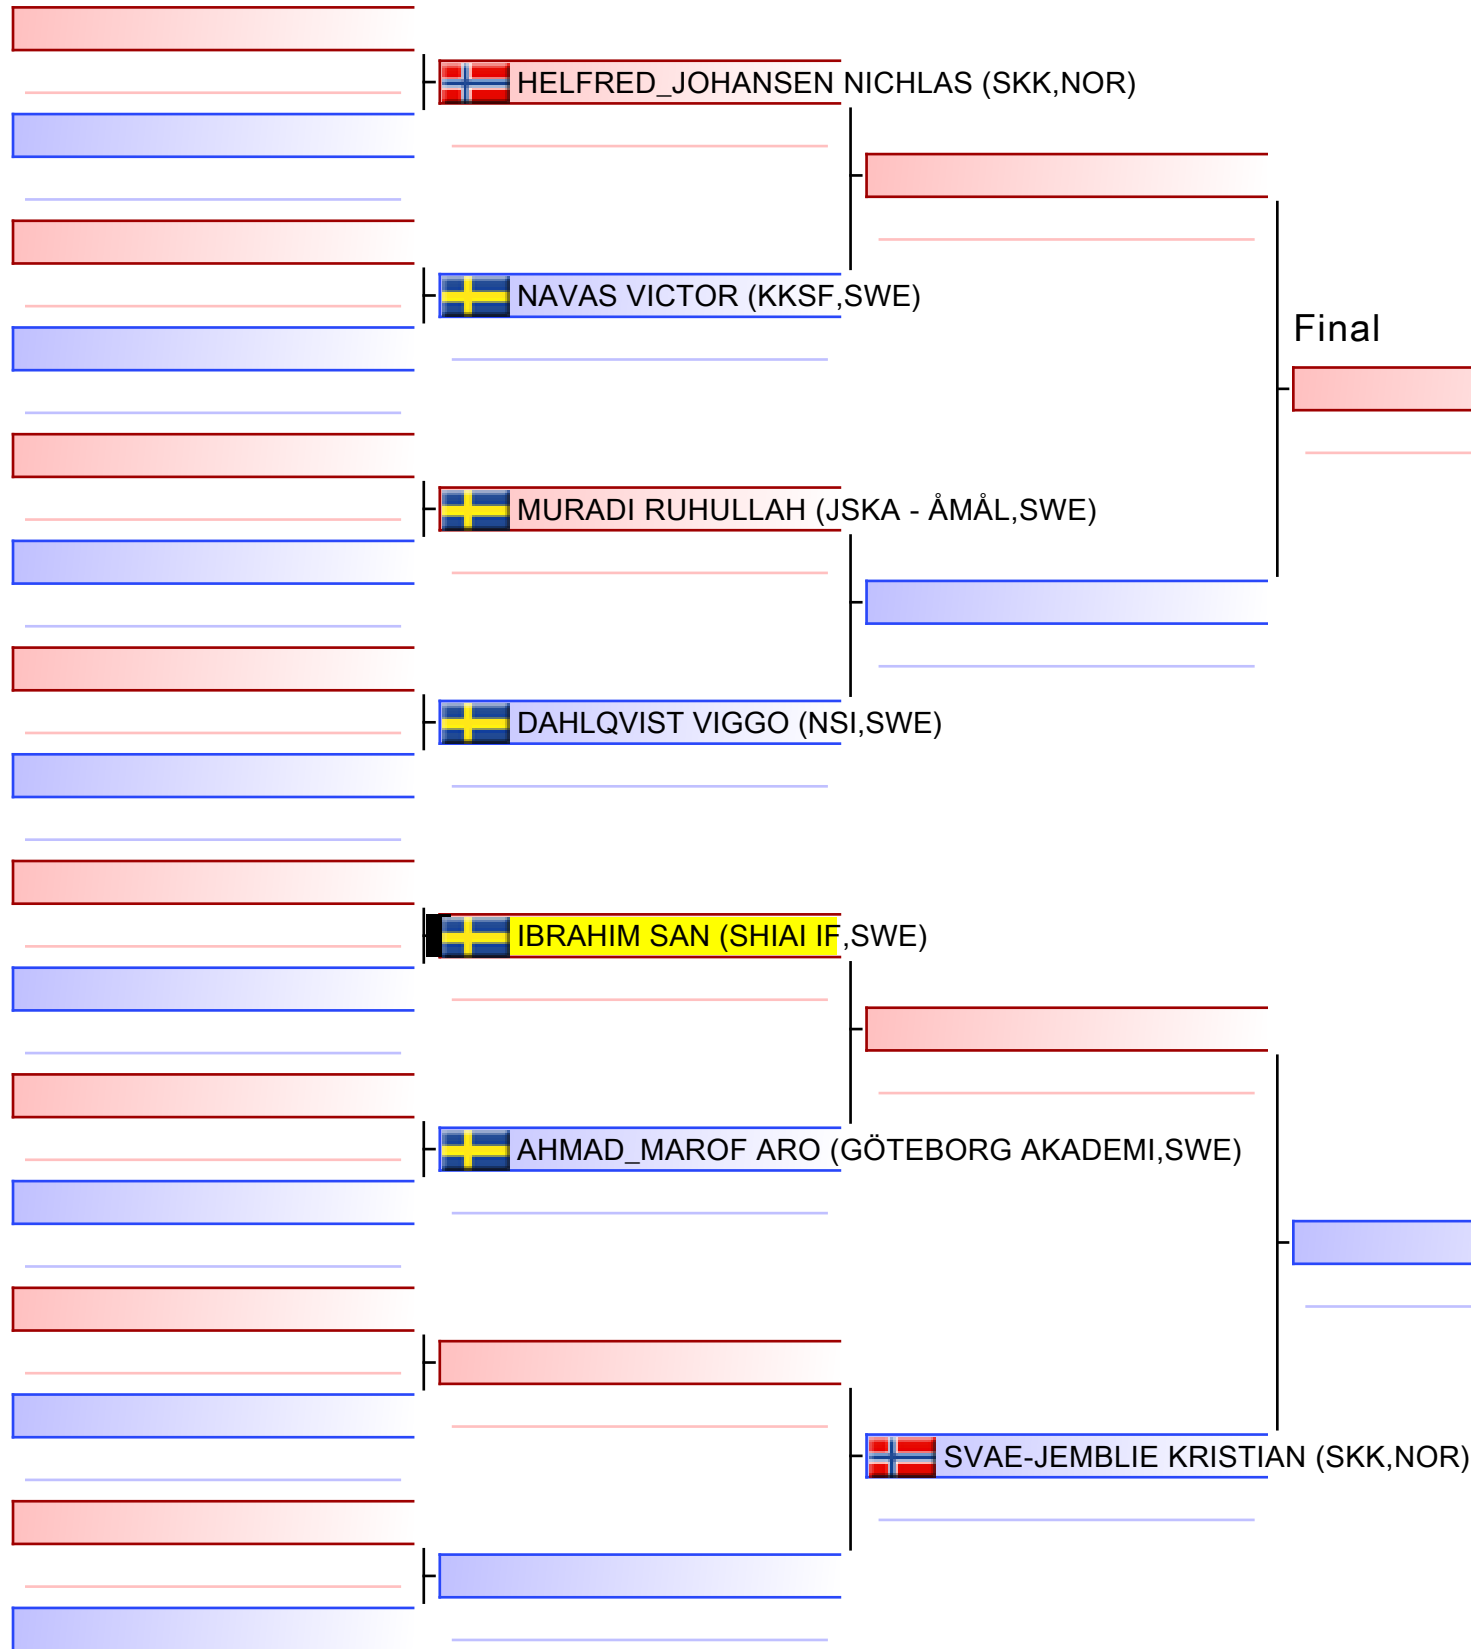 HELFRED_JOHANSEN NICHLAS (SKK,NOR)
NAVAS VICTOR (KKSF,SWE)
Final
MURADI RUHULLAH (JSKA - ÅMÅL,SWE)
DAHLQVIST VIGGO (NSI,SWE)
IBRAHIM SAN (SHIAI IF,SWE)
AHMAD_MAROF ARO (GÖTEBORG AKADEMI,SWE)
SVAE-JEMBLIE KRISTIAN (SKK,NOR)